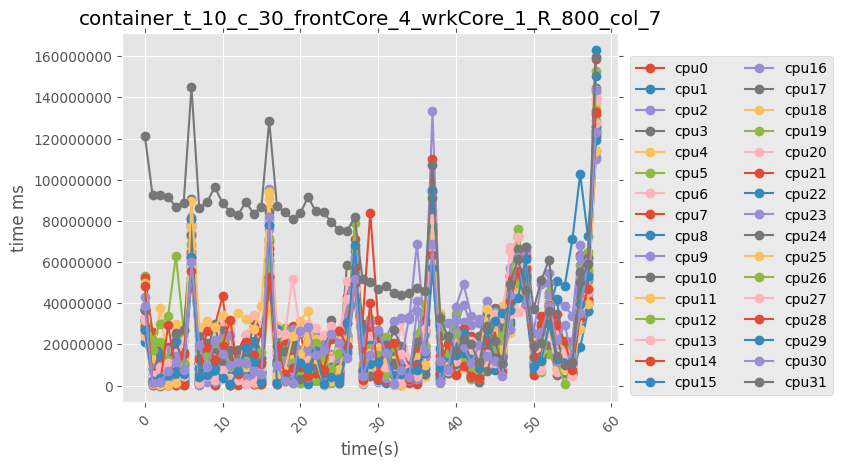 container_t_10_c_30_frontCore_4_wrkCore_1_R_800_col_7
time ms
160000000
140000000
120000000
100000000
80000000
60000000
40000000
20000000
0
0 10 20 30 40 50 60
time(s)
cpu0 cpu16
cpu1 cpu17
cpu2 cpu18
cpu3 cpu19
cpu4 cpu20
cpu5 cpu21
cpu6 cpu22
cpu7 cpu23
cpu8 cpu24
cpu9 cpu25
cpu10 cpu26
cpu11 cpu27
cpu12 cpu28
cpu13 cpu29
cpu14 cpu30
cpu15 cpu31